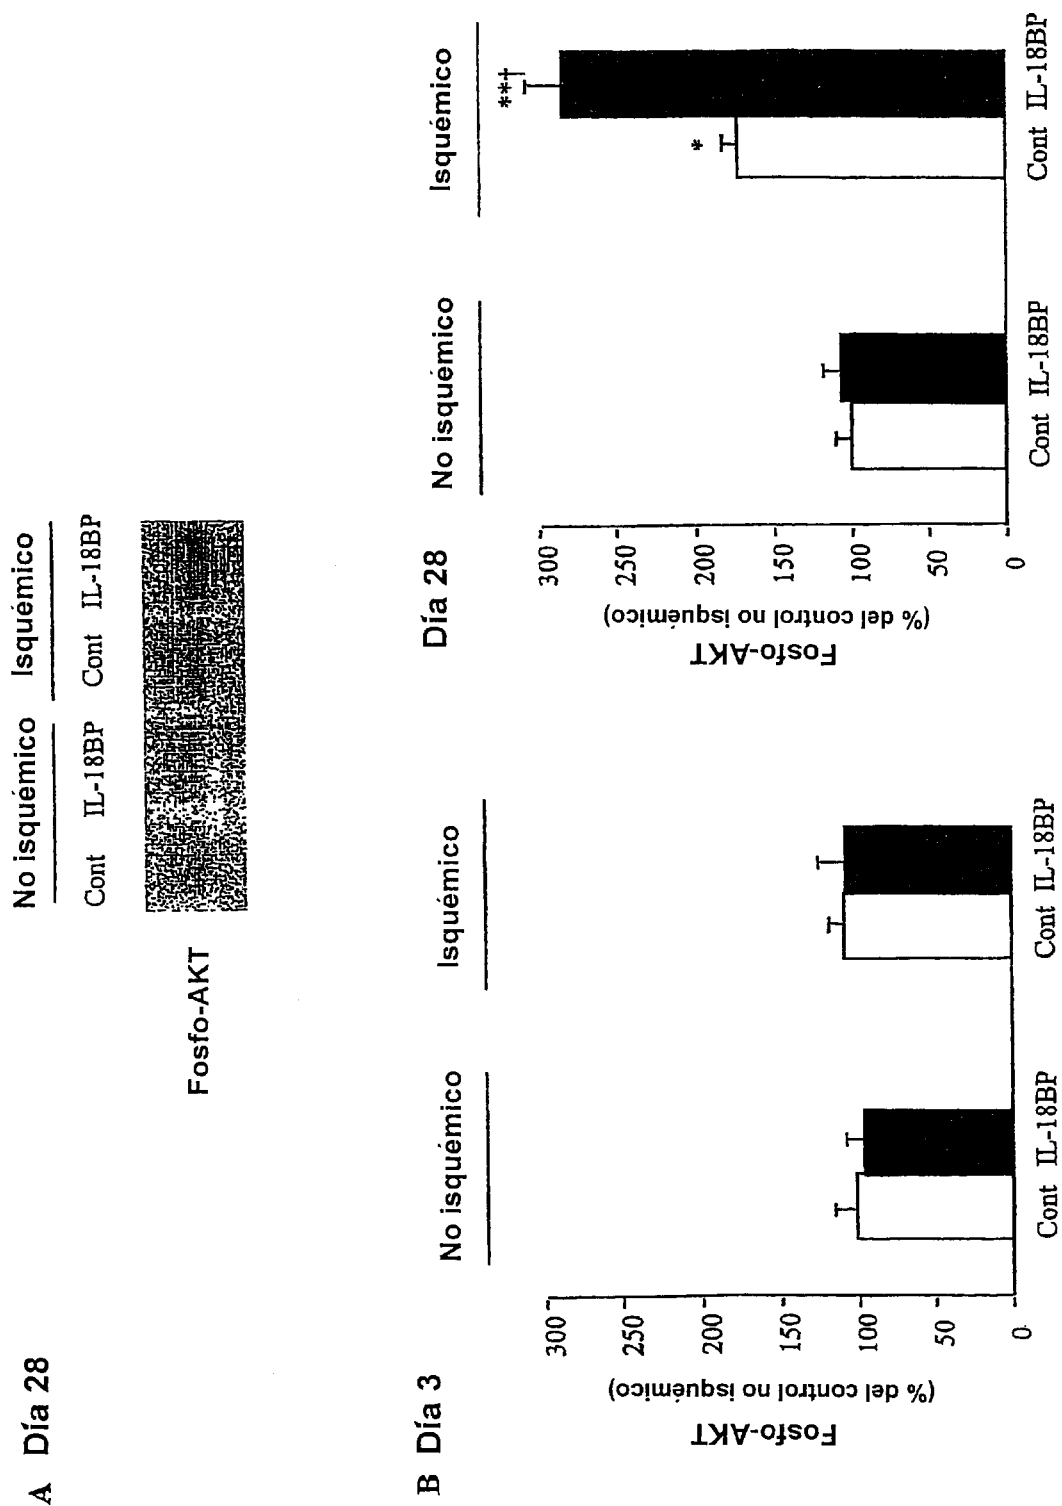 A Día 28
No isquémico Isquémico
Cont IL-18BP Cont IL-18BP
Fosfo-AKT
B Día 3
No isquémico Isquémico
Fosfo-AKT
(% del control no isquémico)
300
250
200
150
100
50
0
Cont IL-18BP Cont IL-18BP
Día 28
No isquémico Isquémico
Fosfo-AKT
(% del control no isquémico)
300
250
200
150
100
50
0
*
**†
Cont IL-18BP Cont IL-18BP